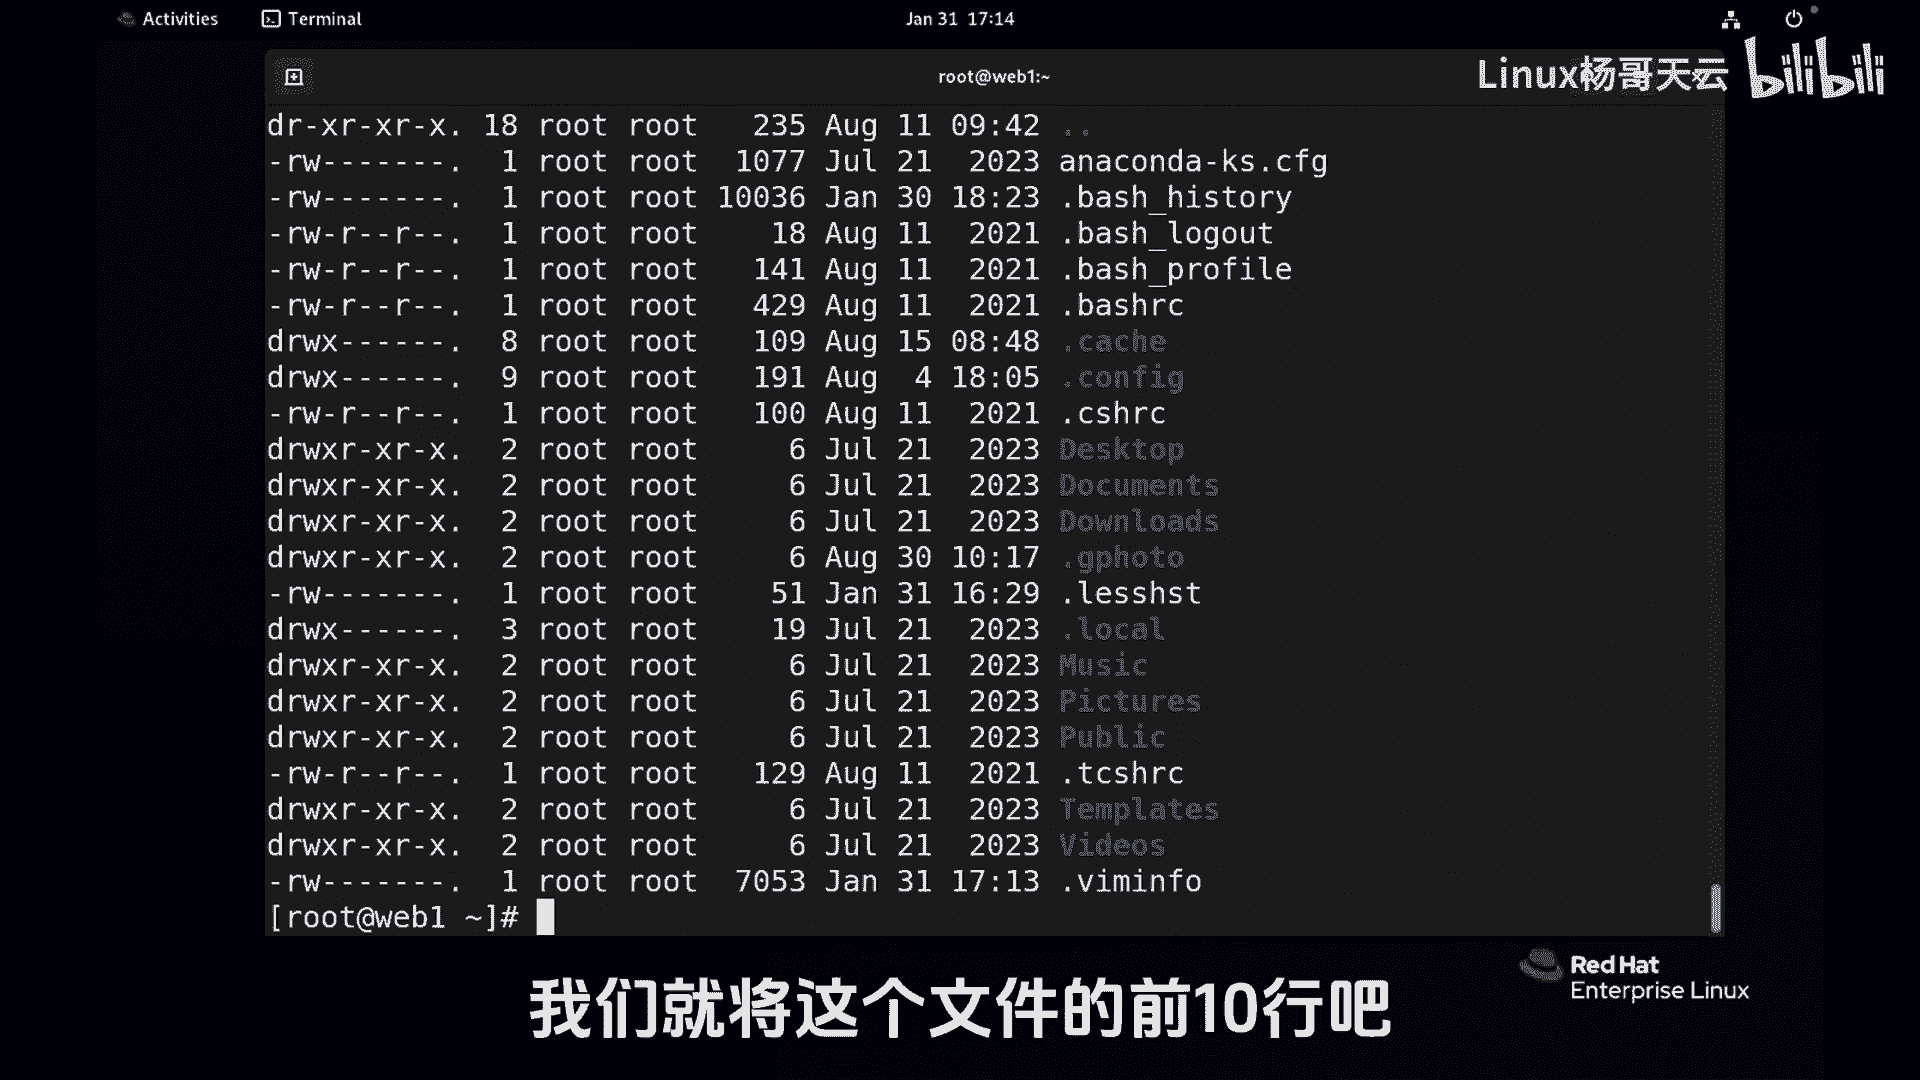 Activities Terminal Jan 31 17:14
root@web1:~
Linux杨哥天云 bilibili
dr-xr-xr-x. 18 root root   235 Aug 11 09:42 ..
-rw-------.  1 root root  1077 Jul 21  2023 anaconda-ks.cfg
-rw-------.  1 root root 10036 Jan 30 18:23 .bash_history
-rw-r--r--.  1 root root    18 Aug 11  2021 .bash_logout
-rw-r--r--.  1 root root   141 Aug 11  2021 .bash_profile
-rw-r--r--.  1 root root   429 Aug 11  2021 .bashrc
drwx------.  8 root root   109 Aug 15 08:48 .cache
drwx------.  9 root root   191 Aug  4 18:05 .config
-rw-r--r--.  1 root root   100 Aug 11  2021 .cshrc
drwxr-xr-x.  2 root root     6 Jul 21  2023 Desktop
drwxr-xr-x.  2 root root     6 Jul 21  2023 Documents
drwxr-xr-x.  2 root root     6 Jul 21  2023 Downloads
drwxr-xr-x.  2 root root     6 Aug 30 10:17 .gphoto
-rw-------.  1 root root    51 Jan 31 16:29 .lesshst
drwx------.  3 root root    19 Jul 21  2023 .local
drwxr-xr-x.  2 root root     6 Jul 21  2023 Music
drwxr-xr-x.  2 root root     6 Jul 21  2023 Pictures
drwxr-xr-x.  2 root root     6 Jul 21  2023 Public
-rw-r--r--.  1 root root   129 Aug 11  2021 .tcshrc
drwxr-xr-x.  2 root root     6 Jul 21  2023 Templates
drwxr-xr-x.  2 root root     6 Jul 21  2023 Videos
-rw-------.  1 root root  7053 Jan 31 17:13 .viminfo
[root@web1 ~]#
Red Hat
Enterprise Linux
我们就将这个文件的前10行吧